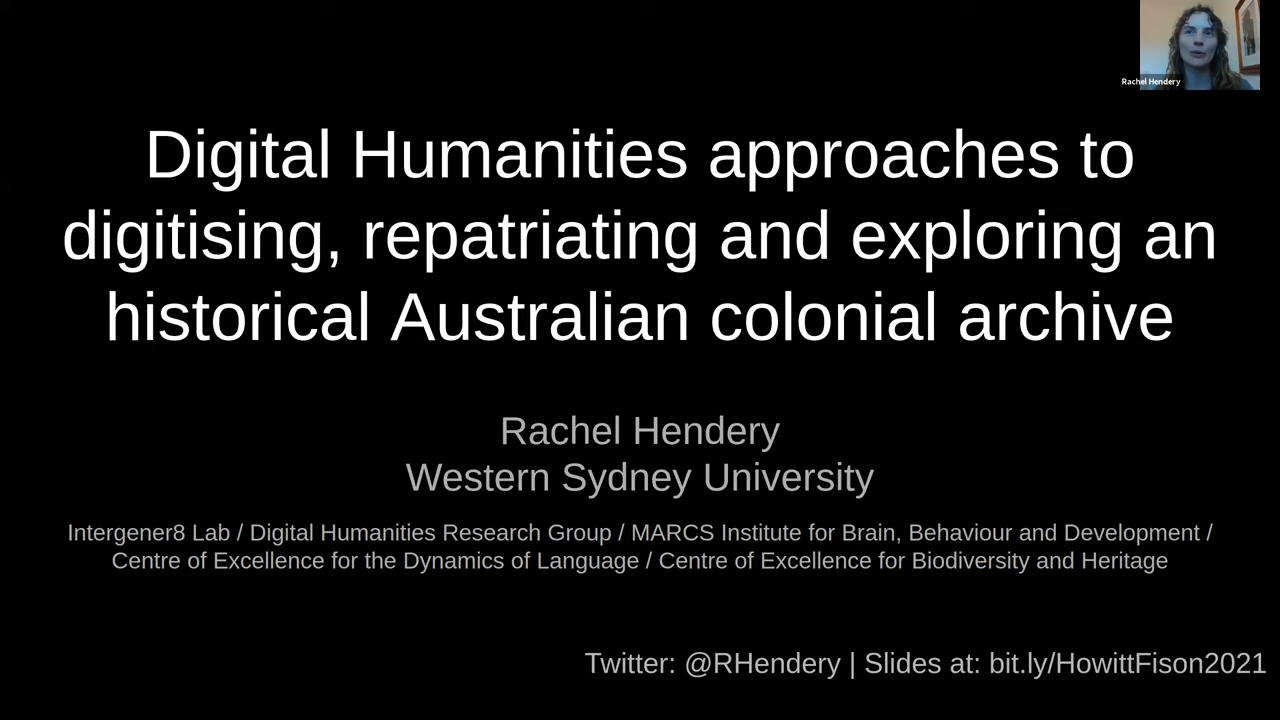 Rachel Hendery
Digital Humanities approaches to
digitising, repatriating and exploring an
historical Australian colonial archive
Rachel Hendery
Western Sydney University
Intergener8 Lab / Digital Humanities Research Group / MARCS Institute for Brain, Behaviour and Development /
Centre of Excellence for the Dynamics of Language / Centre of Excellence for Biodiversity and Heritage
Twitter: @RHendery | Slides at: bit.ly/HowittFison2021